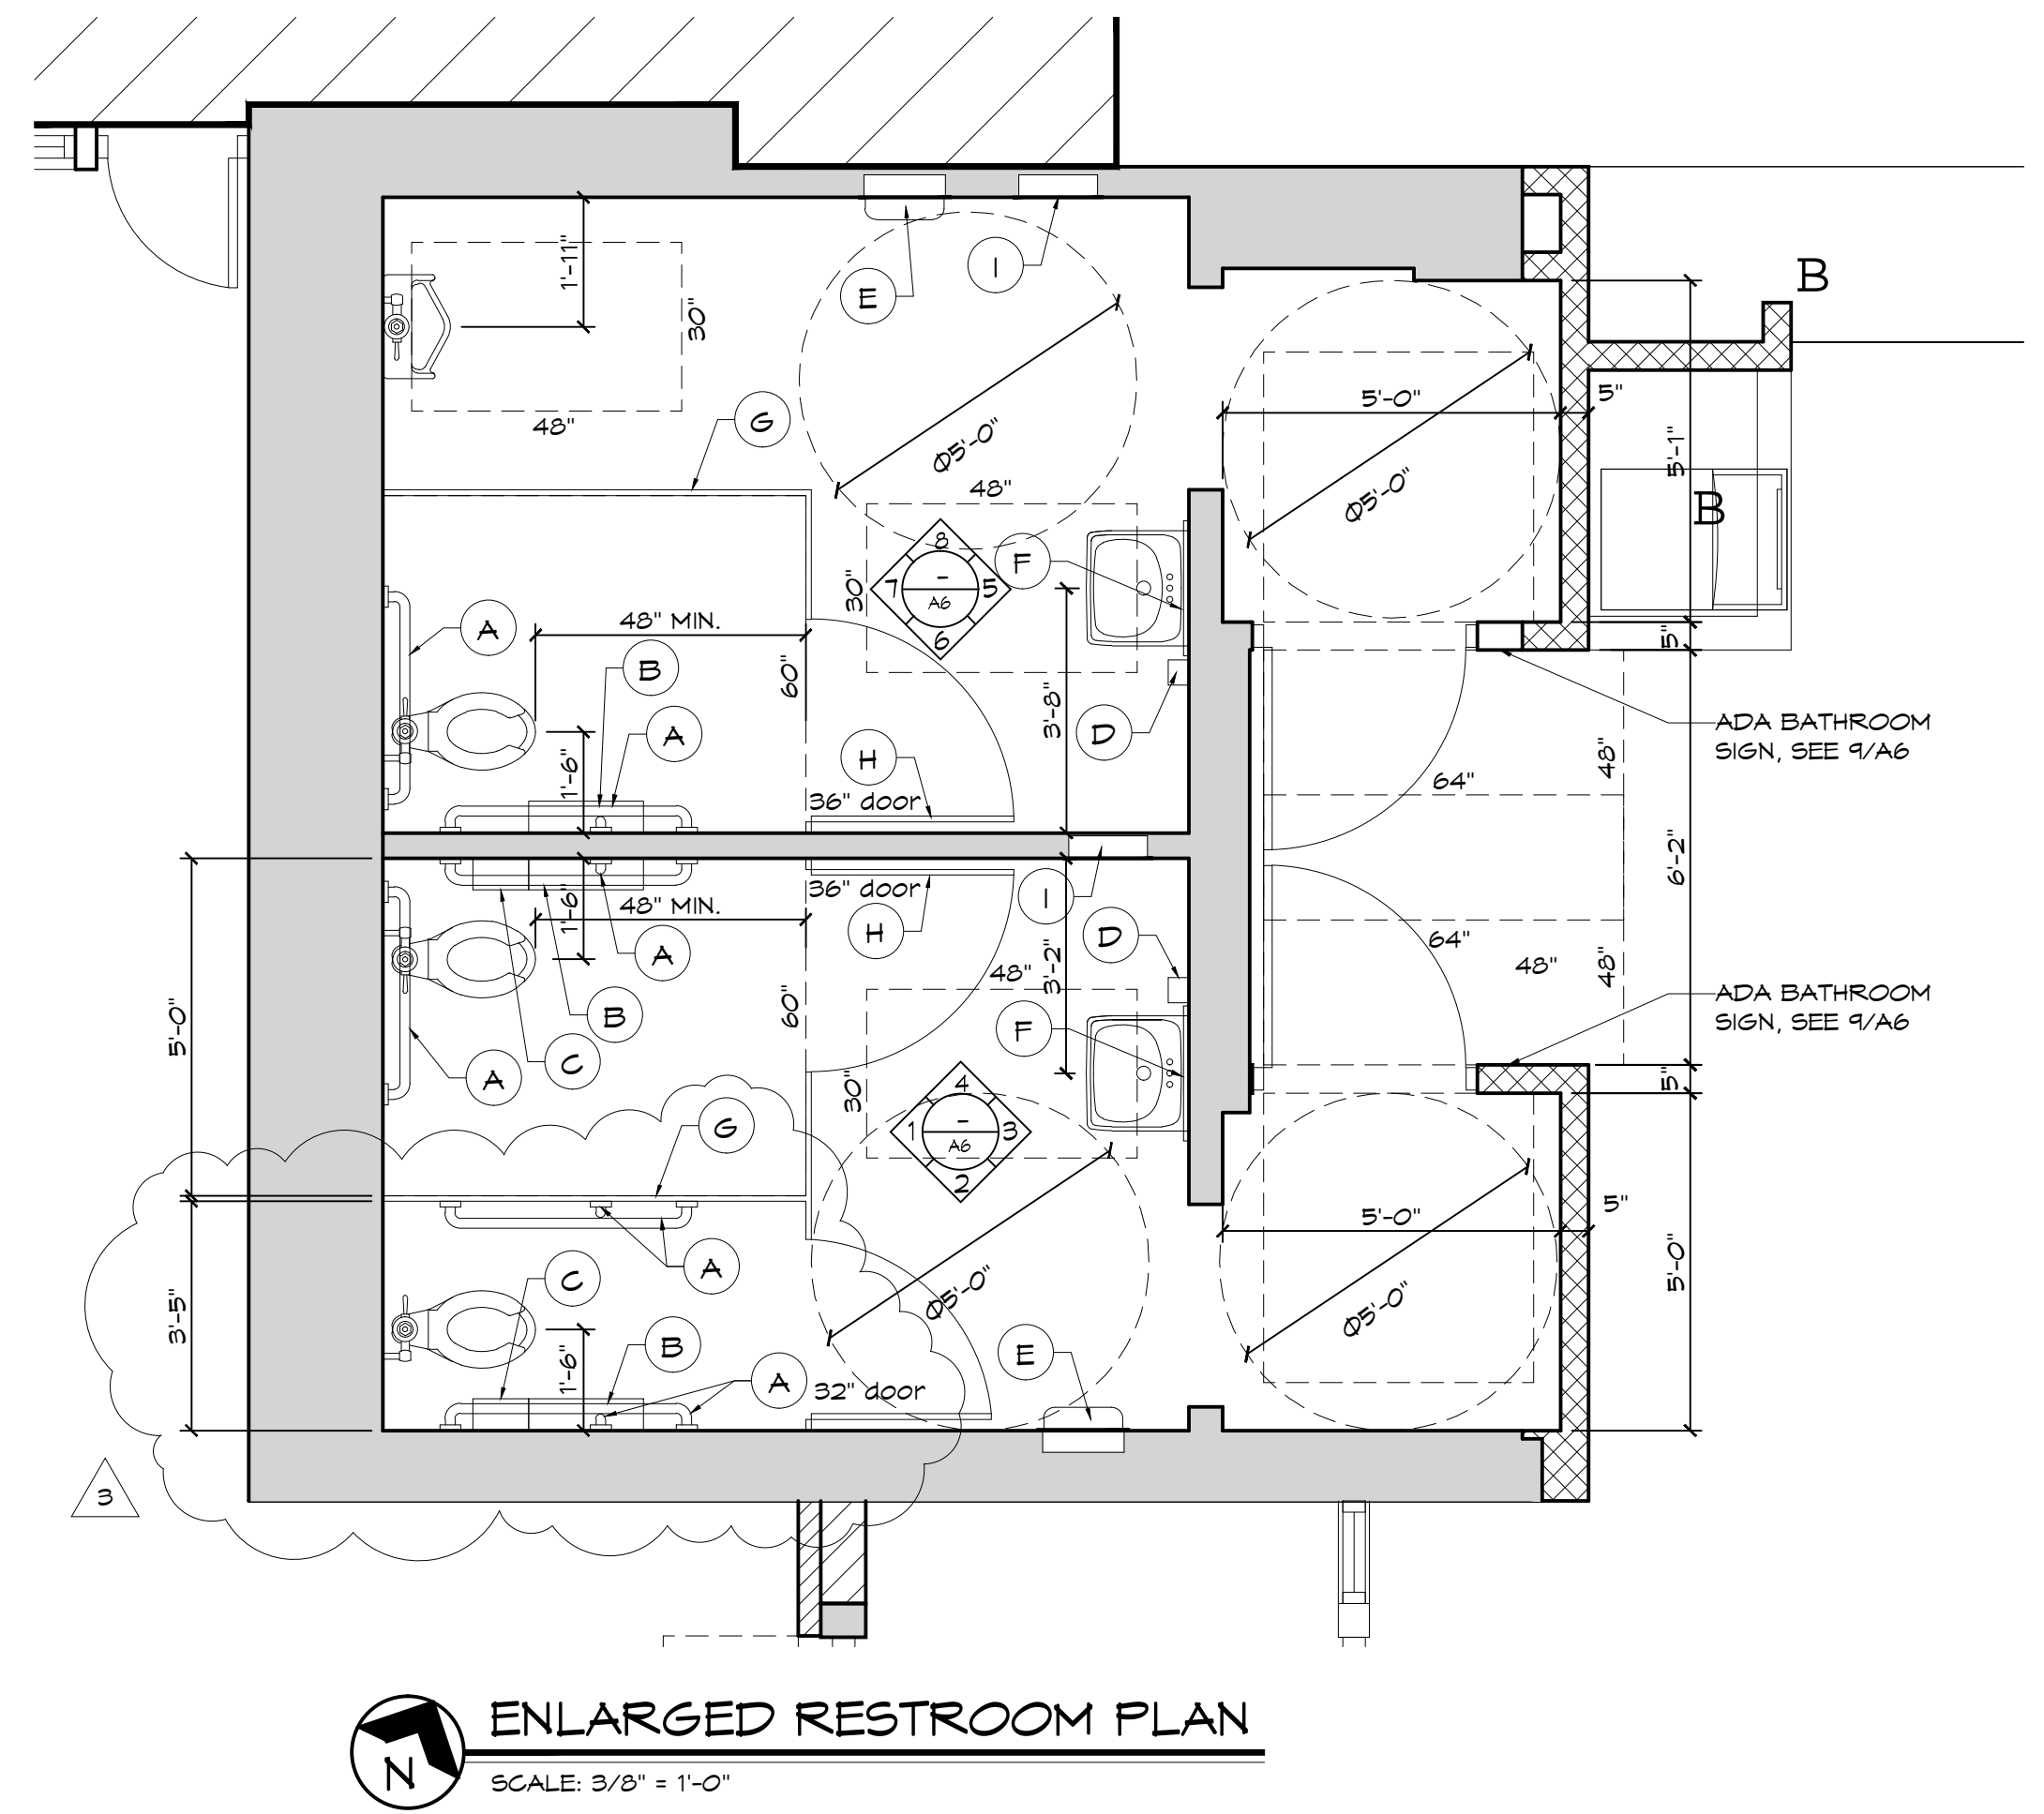 B
1'-11"
E
I
30"
5'-0"
5"
G
48"
Ø5'-0"
5'-1"
48"
Ø5'-0"
B
8
F
7
-
5
30"
A6
A
48" MIN.
6
5"
B
60"
3'-8"
A
D
ADA BATHROOM
SIGN, SEE 9/A6
H
48"
1'-6"
64"
36" door
6'-2"
36" door
I
1'-6"
48" MIN.
H
D
64"
A
3'-2"
48"
48"
48"
ADA BATHROOM
SIGN, SEE 9/A6
B
60"
5'-0"
F
C
A
30"
4
5"
G
1
-
3
A6
2
5"
5'-0"
A
5'-0"
C
Ø5'-0"
Ø5'-0"
3'-5"
B
E
1'-6"
A
32" door
3
ENLARGED RESTROOM PLAN
N
SCALE: 3/8" = 1'-0"